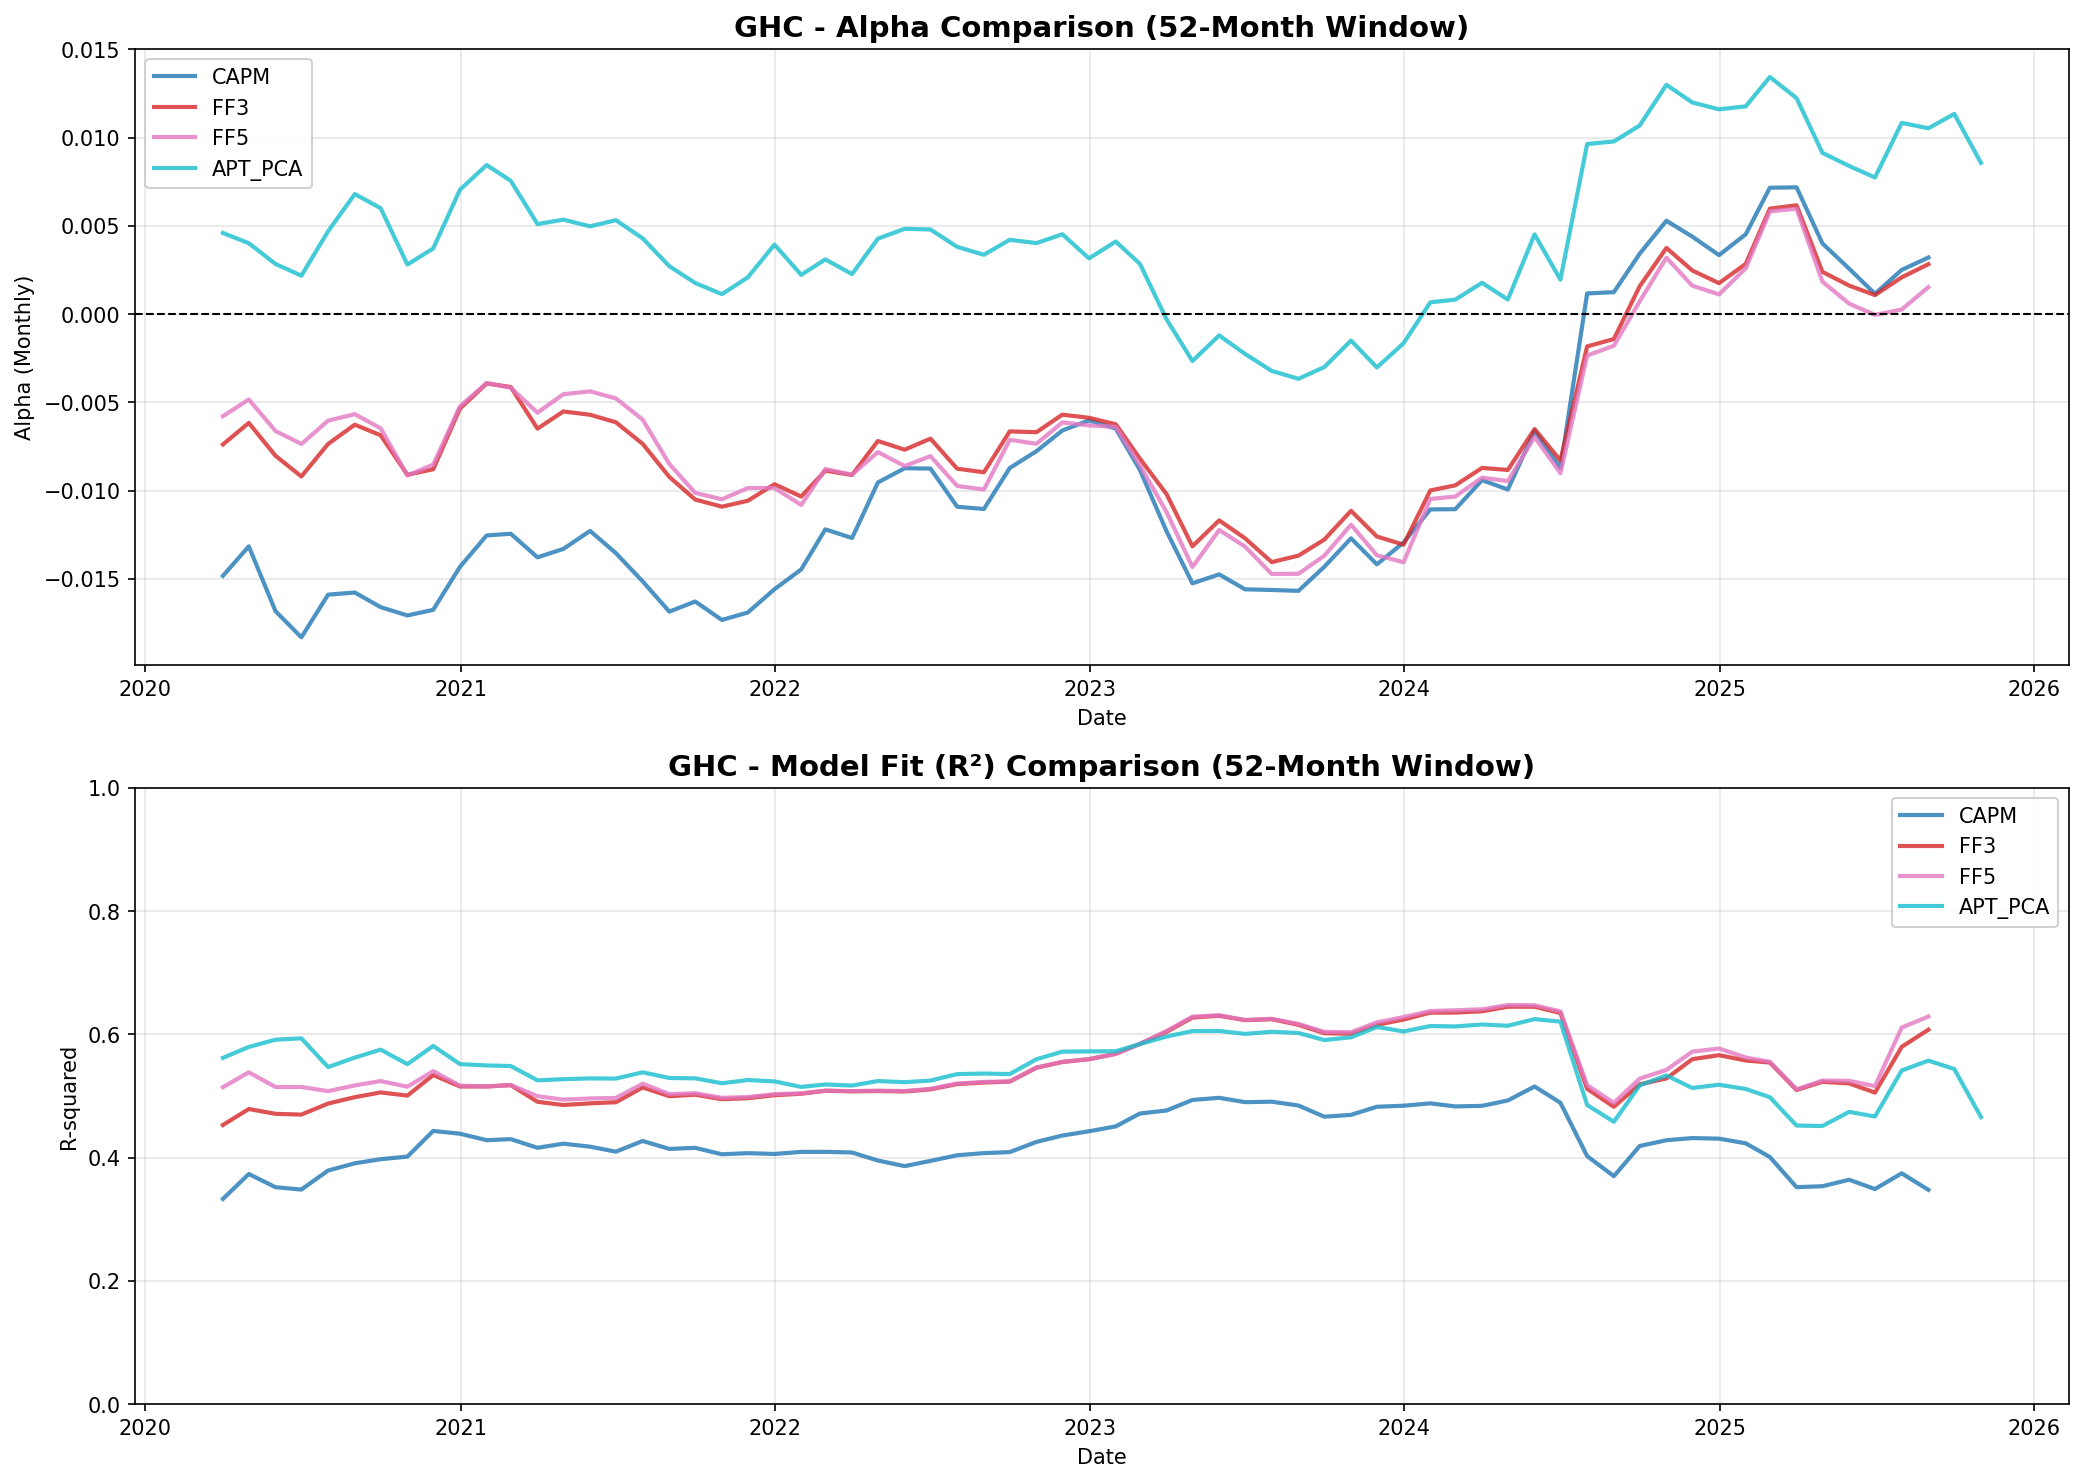 GHC - Alpha Comparison (52-Month Window)
0.015
0.010
0.005
0.000
−0.005
−0.010
−0.015
Alpha (Monthly)
CAPM
FF3
FF5
APT_PCA
2020 2021 2022 2023 2024 2025 2026
Date
GHC - Model Fit (R²) Comparison (52-Month Window)
1.0
0.8
0.6
0.4
0.2
0.0
R-squared
CAPM
FF3
FF5
APT_PCA
2020 2021 2022 2023 2024 2025 2026
Date